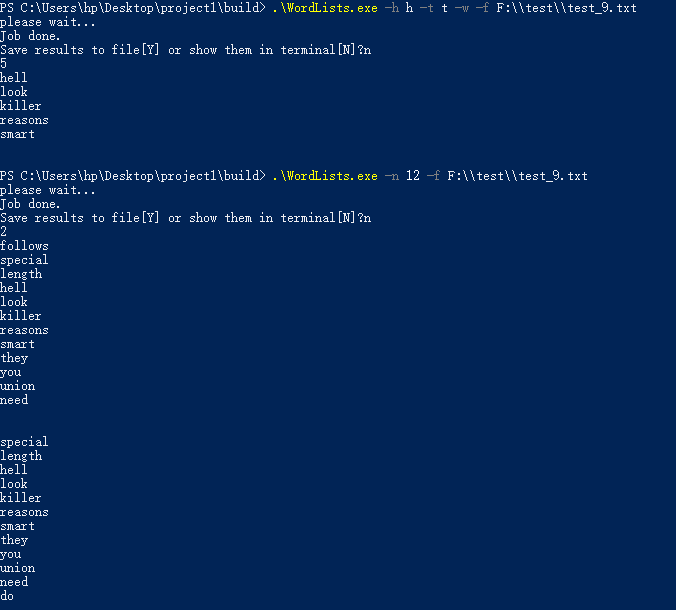 PS C:\Users\hp\Desktop\project1\build> .\WordLists.exe -h h -t t -w -f F:\\test\\test_9.txt
please wait...
Job done.
Save results to file[Y] or show them in terminal[N]?n
5
hell
look
killer
reasons
smart
PS C:\Users\hp\Desktop\project1\build> .\WordLists.exe -n 12 -f F:\\test\\test_9.txt
please wait...
Job done.
Save results to file[Y] or show them in terminal[N]?n
2
follows
special
length
hell
look
killer
reasons
smart
they
you
union
need
special
length
hell
look
killer
reasons
smart
they
you
union
need
do